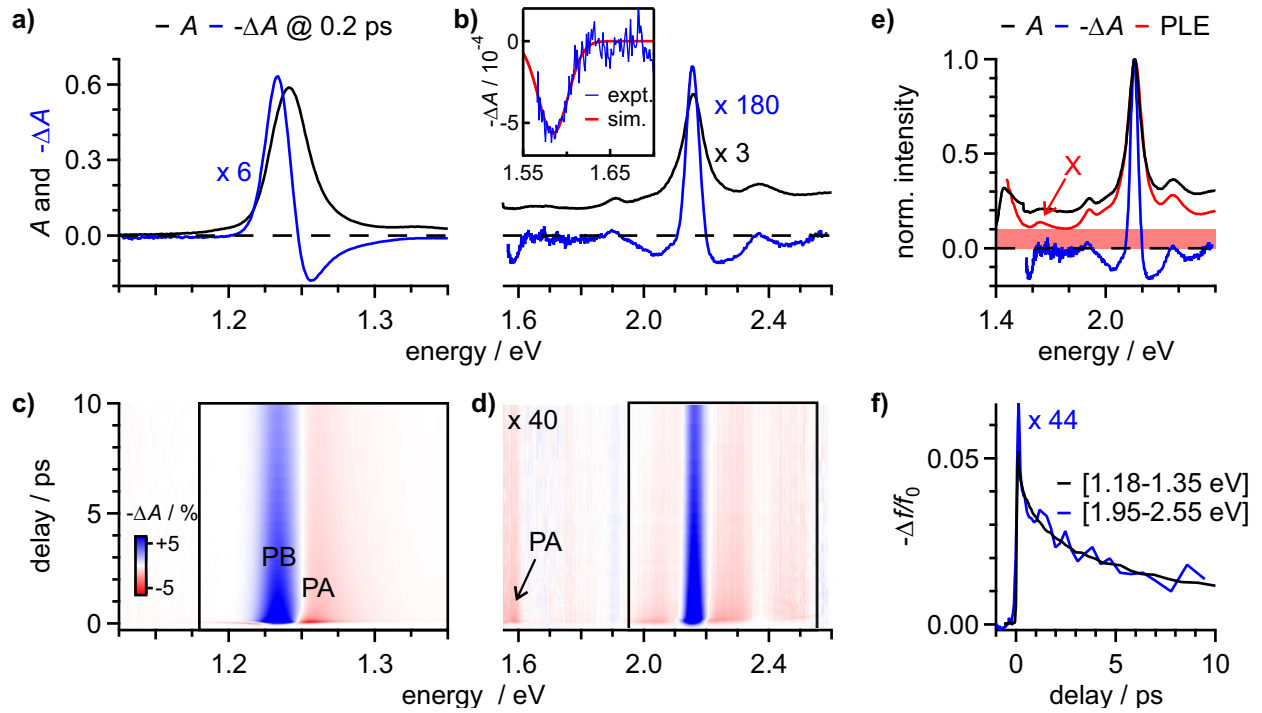 a)
— A — -ΔA @ 0.2 ps
A and -ΔA
0.6
0.3
0.0
x 6
1.2
1.3
b)
-ΔA / 10⁻⁴
0
-5
expt.
sim.
1.55
1.65
x 180
x 3
1.6
2.0
2.4
energy / eV
energy / eV
e)
— A — -ΔA — PLE
norm. intensity
1.0
0.5
0.0
X
1.4
2.0
energy / eV
c)
delay / ps
10
5
0
-ΔA / %
+5
-5
PB
PA
1.2
1.3
energy / eV
d)
x 40
PA
1.6
2.0
2.4
energy / eV
f)
-Δf/f₀
0.05
0.00
x 44
[1.18-1.35 eV]
[1.95-2.55 eV]
0
5
10
delay / ps